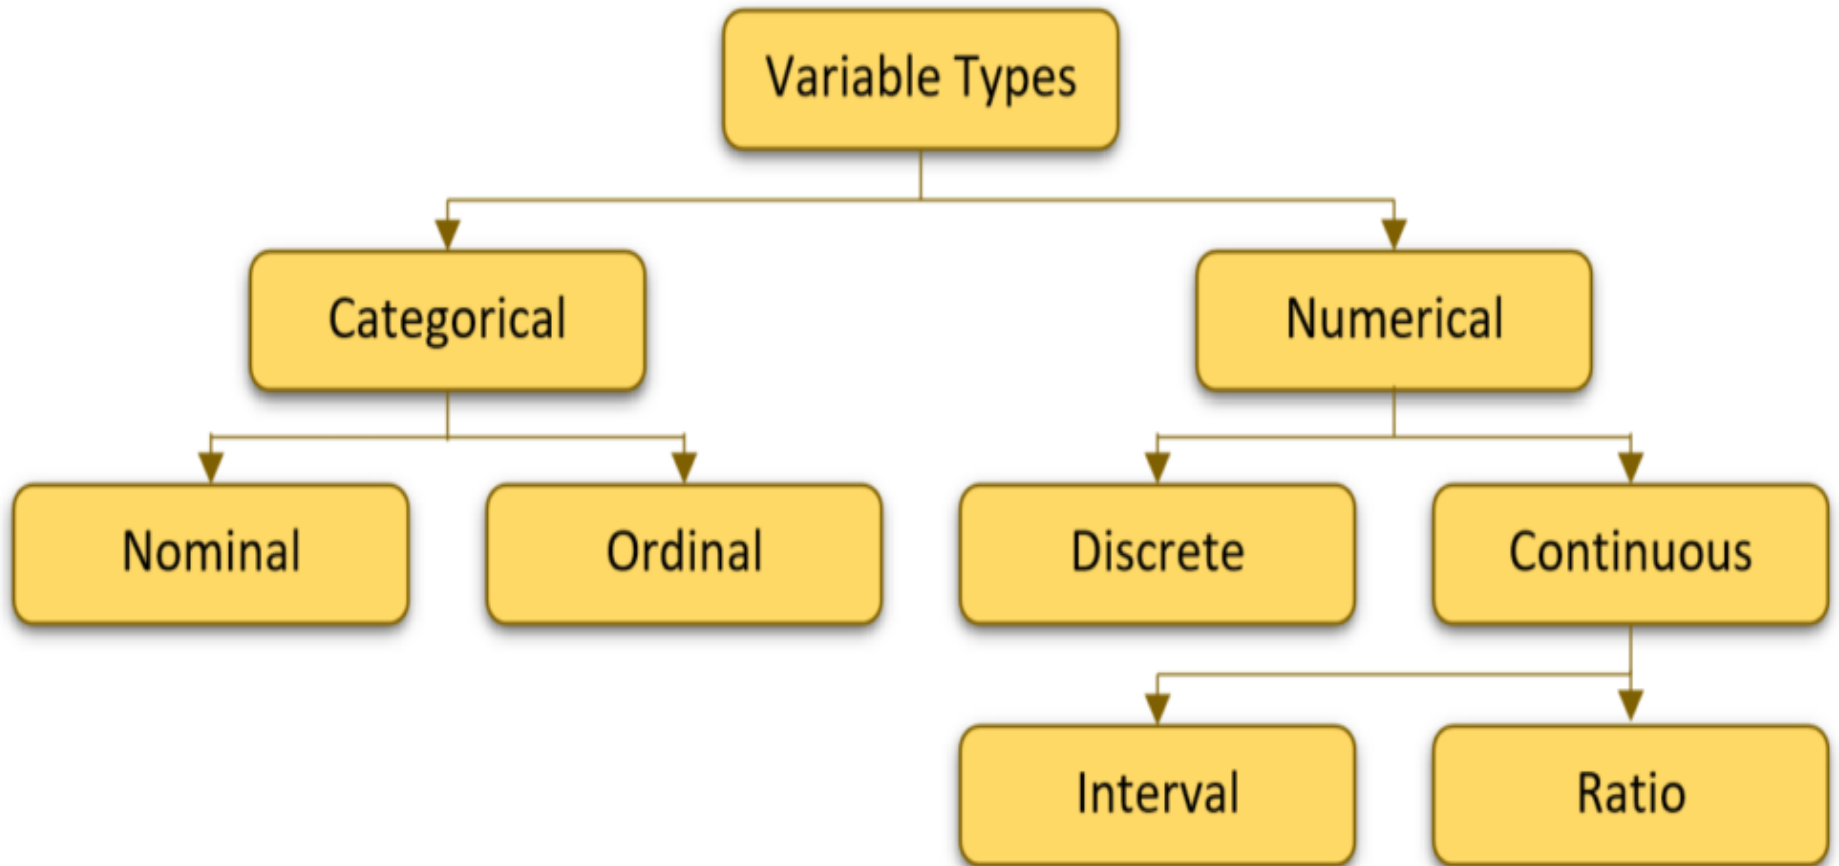 Variable Types
Categorical
Numerical
Nominal
Ordinal
Discrete
Continuous
Interval
Ratio